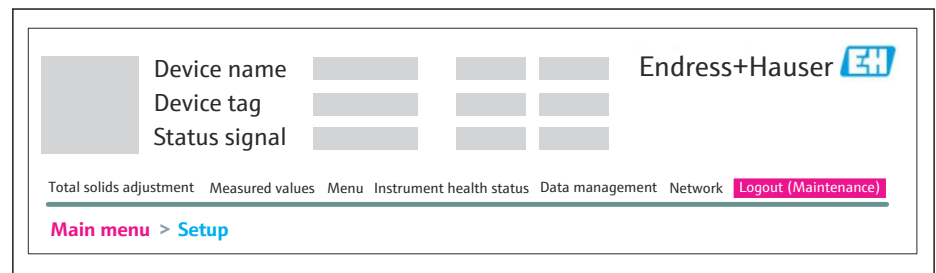 Device name
Endress+Hauser EH
Device tag
Status signal
Total solids adjustment Measured values Menu Instrument health status Data management Network Logout (Maintenance)
Main menu > Setup